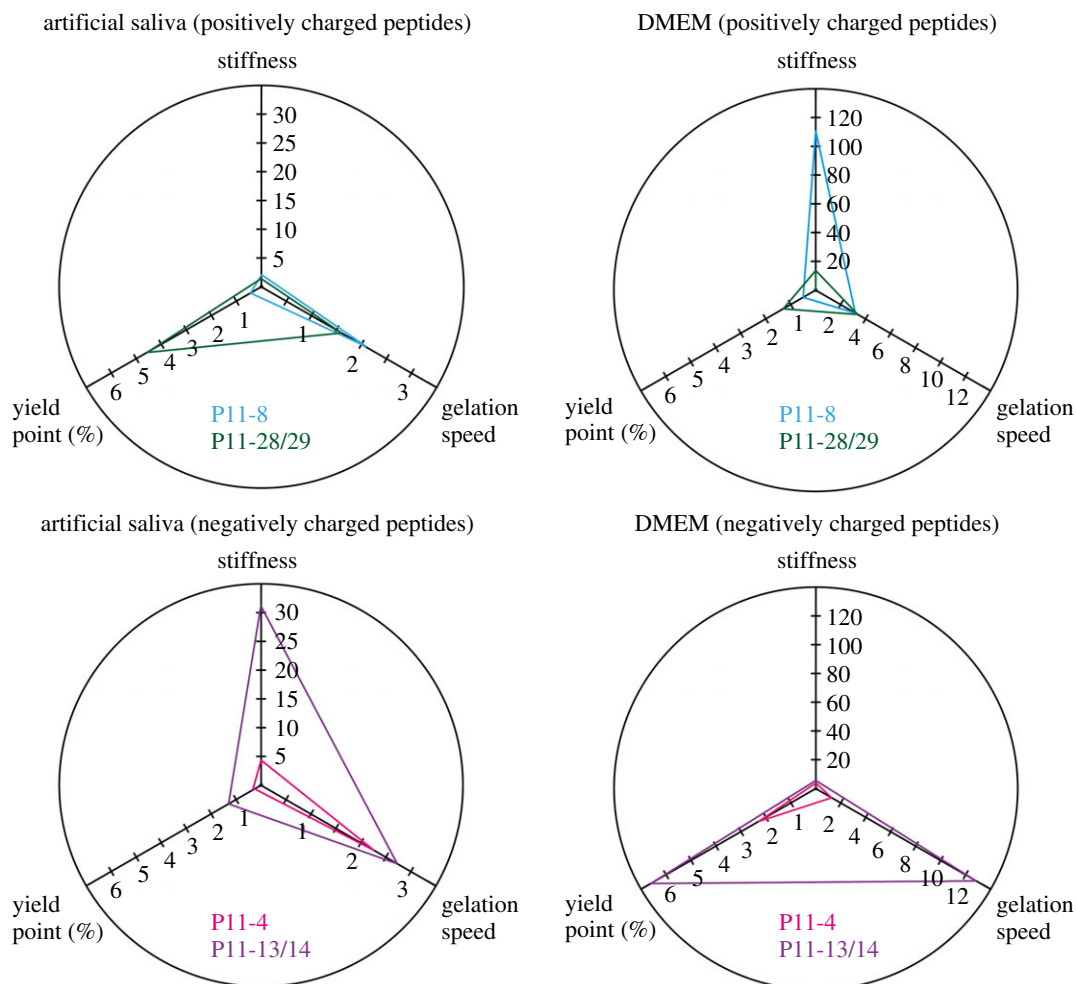 artificial saliva (positively charged peptides)
stiffness
30
25
20
15
10
5
1
2
3
4
5
6
1
2
3
yield
point (%)
gelation
speed
P11-8
P11-28/29
DMEM (positively charged peptides)
stiffness
120
100
80
60
40
20
1
2
3
4
5
6
2
4
6
8
10
12
yield
point (%)
gelation
speed
P11-8
P11-28/29
artificial saliva (negatively charged peptides)
stiffness
30
25
20
15
10
5
1
2
3
4
5
6
1
2
3
yield
point (%)
gelation
speed
P11-4
P11-13/14
DMEM (negatively charged peptides)
stiffness
120
100
80
60
40
20
1
2
3
4
5
6
2
4
6
8
10
12
yield
point (%)
gelation
speed
P11-4
P11-13/14